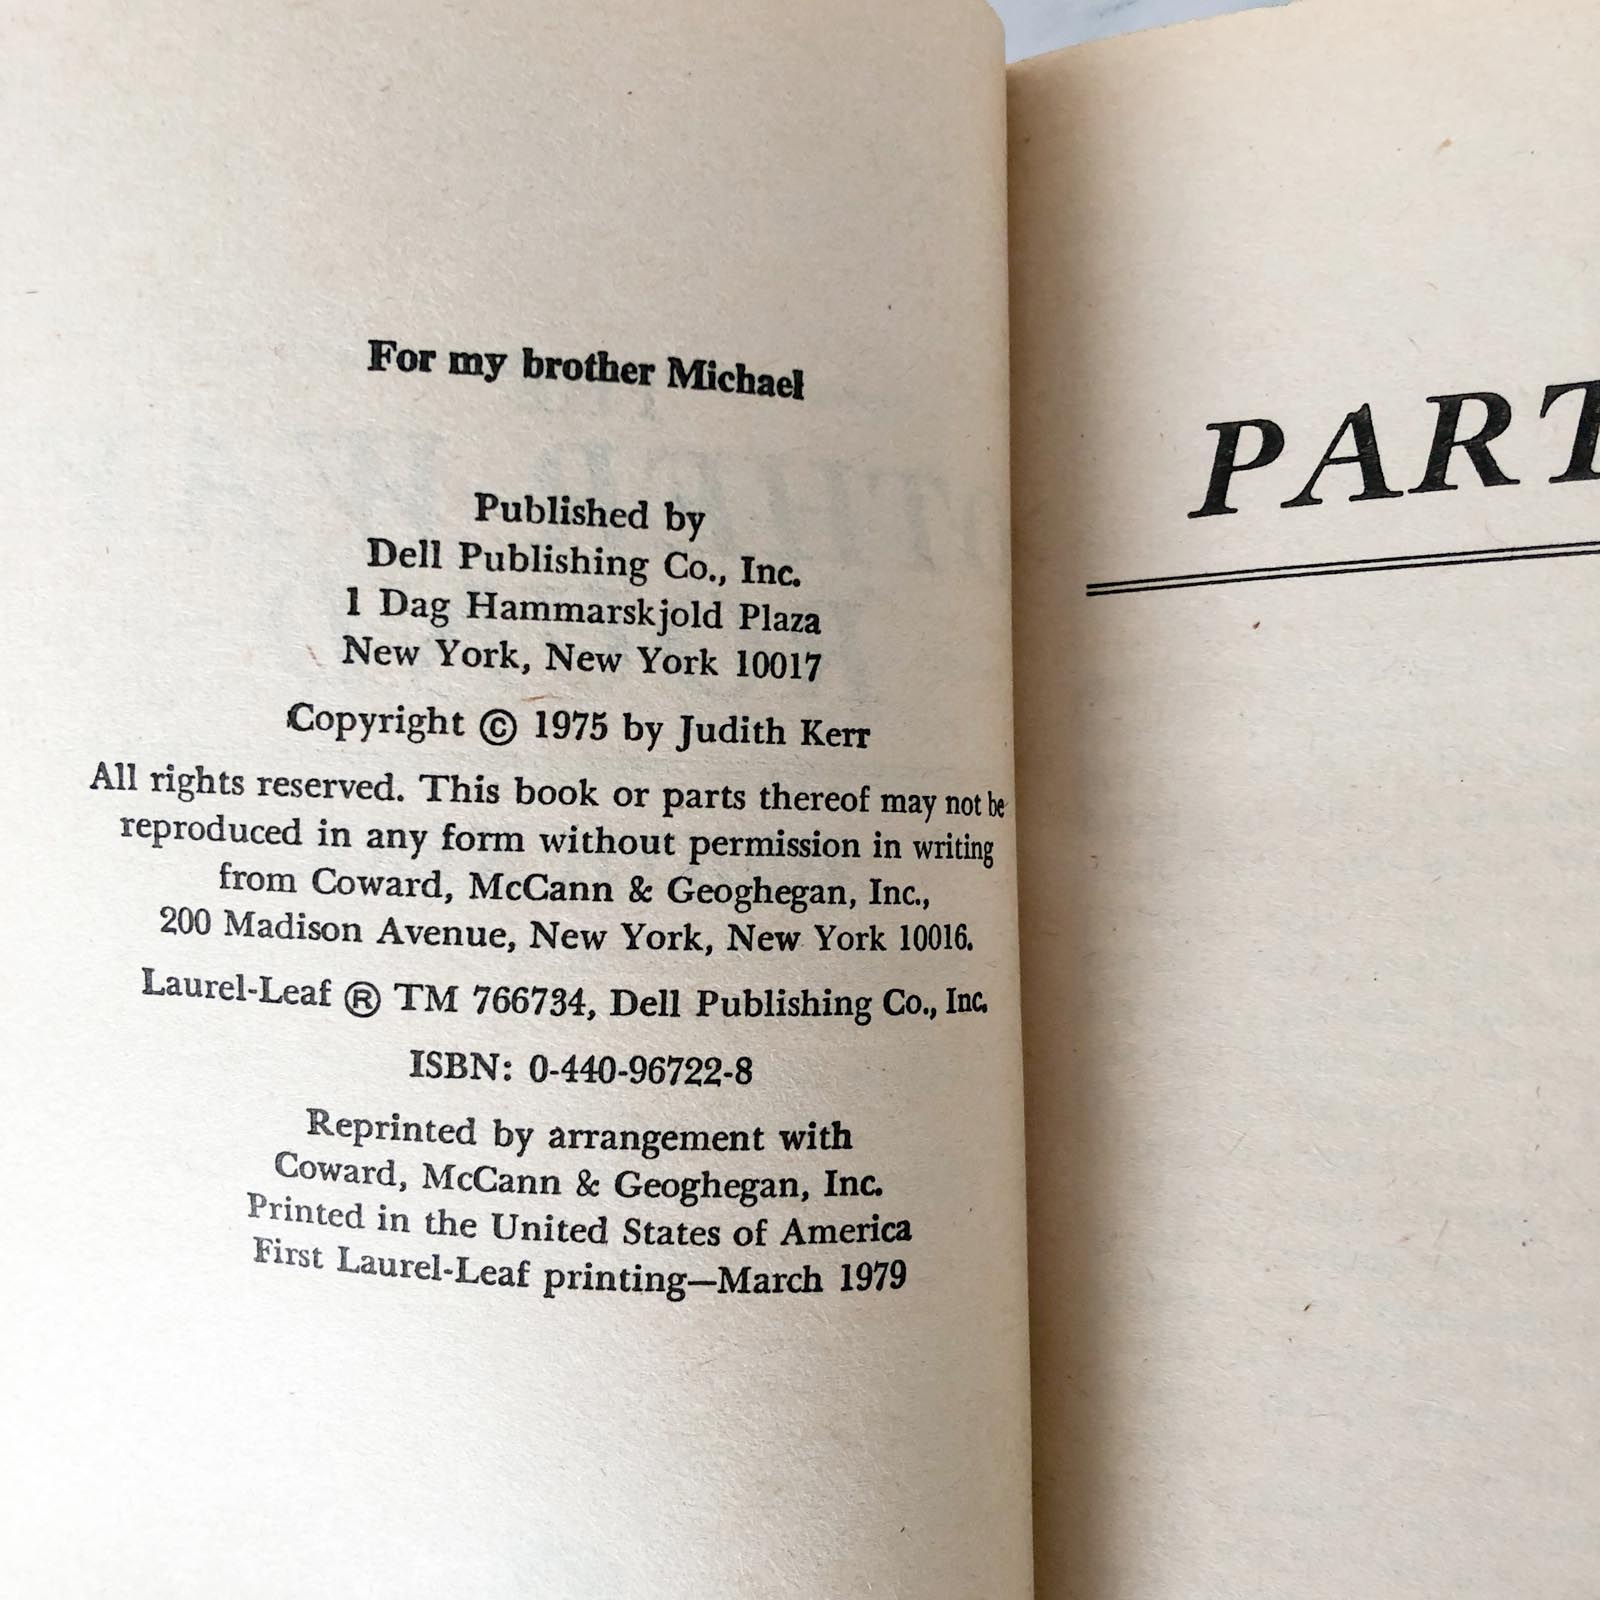 For my brother Michael
Published by
Dell Publishing Co., Inc.
1 Dag Hammarskjold Plaza
New York, New York 10017
Copyright © 1975 by Judith Kerr
All rights reserved. This book or parts thereof may not be
reproduced in any form without permission in writing
from Coward, McCann & Geoghegan, Inc.,
200 Madison Avenue, New York, New York 10016.
Laurel-Leaf ® TM 766734, Dell Publishing Co., Inc.
ISBN: 0-440-96722-8
Reprinted by arrangement with
Coward, McCann & Geoghegan, Inc.
Printed in the United States of America
First Laurel-Leaf printing—March 1979
PART